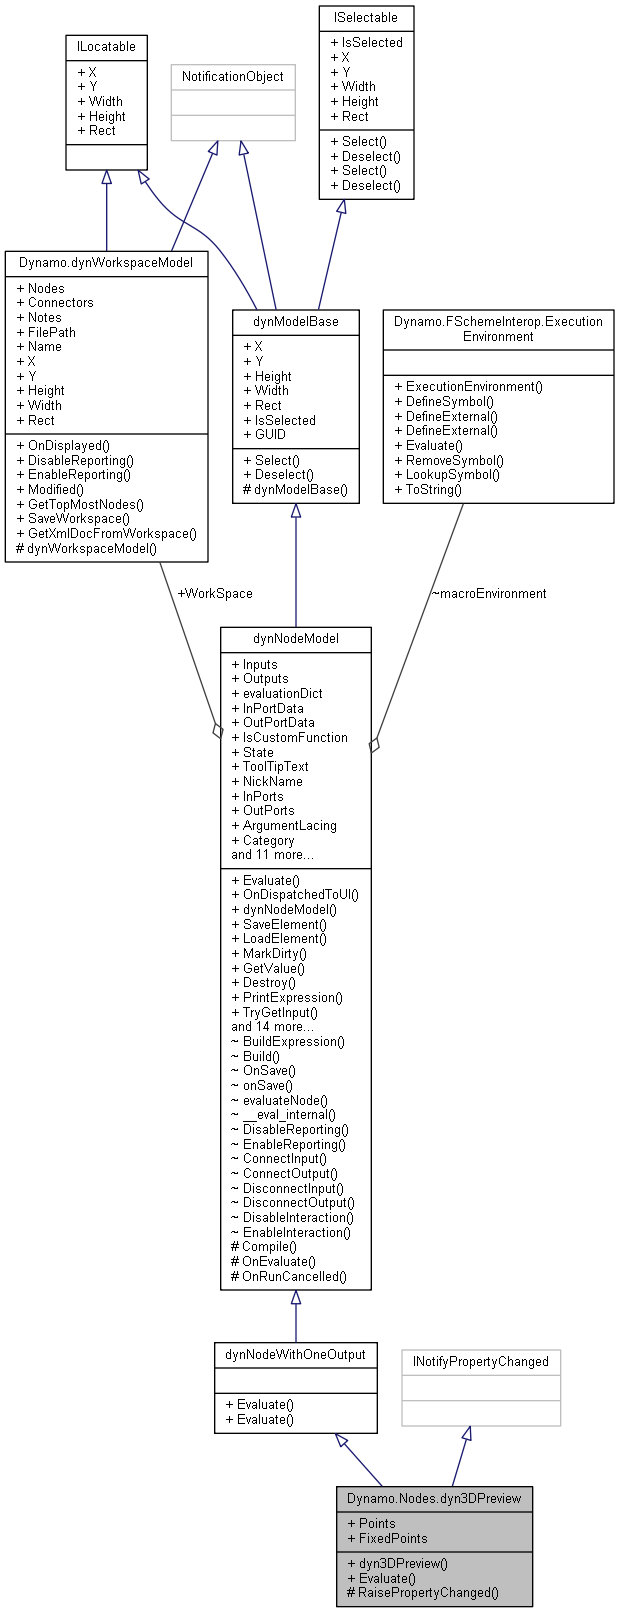 ISelectable
+ IsSelected
+ X
+ Y
+ Width
+ Height
+ Rect
+ Select()
+ Deselect()
+ Select()
+ Deselect()
ILocatable
+ X
+ Y
+ Width
+ Height
+ Rect
NotificationObject
Dynamo.dynWorkspaceModel
+ Nodes
+ Connectors
+ Notes
+ FilePath
+ Name
+ X
+ Y
+ Height
+ Width
+ Rect
+ OnDisplayed()
+ DisableReporting()
+ EnableReporting()
+ Modified()
+ GetTopMostNodes()
+ SaveWorkspace()
+ GetXmlDocFromWorkspace()
# dynWorkspaceModel()
dynModelBase
+ X
+ Y
+ Height
+ Width
+ Rect
+ IsSelected
+ GUID
+ Select()
+ Deselect()
# dynModelBase()
Dynamo.FSchemeInterop.Execution
Environment
+ ExecutionEnvironment()
+ DefineSymbol()
+ DefineExternal()
+ DefineExternal()
+ Evaluate()
+ RemoveSymbol()
+ LookupSymbol()
+ ToString()
+WorkSpace
~macroEnvironment
dynNodeModel
+ Inputs
+ Outputs
+ evaluationDict
+ InPortData
+ OutPortData
+ IsCustomFunction
+ State
+ ToolTipText
+ NickName
+ InPorts
+ OutPorts
+ ArgumentLacing
+ Category
and 11 more...
+ Evaluate()
+ OnDispatchedToUI()
+ dynNodeModel()
+ SaveElement()
+ LoadElement()
+ MarkDirty()
+ GetValue()
+ Destroy()
+ PrintExpression()
+ TryGetInput()
and 14 more...
~ BuildExpression()
~ Build()
~ OnSave()
~ onSave()
~ evaluateNode()
~ __eval_internal()
~ DisableReporting()
~ EnableReporting()
~ ConnectInput()
~ ConnectOutput()
~ DisconnectInput()
~ DisconnectOutput()
~ DisableInteraction()
~ EnableInteraction()
# Compile()
# OnEvaluate()
# OnRunCancelled()
dynNodeWithOneOutput
+ Evaluate()
+ Evaluate()
INotifyPropertyChanged
Dynamo.Nodes.dyn3DPreview
+ Points
+ FixedPoints
+ dyn3DPreview()
+ Evaluate()
# RaisePropertyChanged()